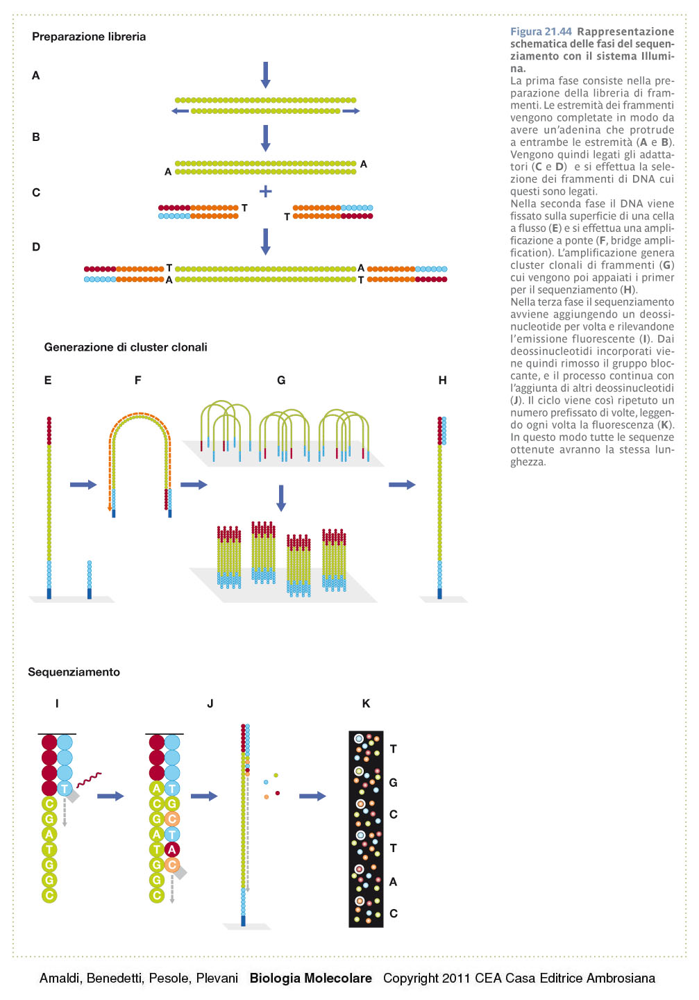 Preparazione libreria
A
B
A
A
C
+
T
T
D
T
A
A
T
Generazione di cluster clonali
E
F
G
H
Sequenziamento
I
J
K
T
C
G
A
T
G
G
C
A
T
C
G
G
C
A
T
T
A
G
C
G
C
T
G
C
T
A
C
Figura 21.44 Rappresentazione
schematica delle fasi del sequen-
ziamento con il sistema Illumi-
na.
La prima fase consiste nella pre-
parazione della libreria di fram-
menti. Le estremità dei frammenti
vengono completate in modo da
avere un'adenina che protrude
a entrambe le estremità (A e B).
Vengono quindi legati gli adatta-
tori (C e D) e si effettua la sele-
zione dei frammenti di DNA cui
questi sono legati.
Nella seconda fase il DNA viene
fissato sulla superficie di una cella
a flusso (E) e si effettua una ampli-
ficazione a ponte (F, bridge ampli-
fication). L'amplificazione genera
cluster clonali di frammenti (G)
cui vengono poi appaiati i primer
per il sequenziamento (H).
Nella terza fase il sequenziamento
avviene aggiungendo un deossi-
nucleotide per volta e rilevandone
l'emissione fluorescente (I). Dai
deossinucleotidi incorporati vie-
ne quindi rimosso il gruppo bloc-
cante, e il processo continua con
l'aggiunta di altri deossinucleotidi
(J). Il ciclo viene così ripetuto un
numero prefissato di volte, leggen-
do ogni volta la fluorescenza (K).
In questo modo tutte le sequenze
ottenute avranno la stessa lun-
ghezza.
Amaldi, Benedetti, Pesole, Plevani Biologia Molecolare Copyright 2011 CEA Casa Editrice Ambrosiana